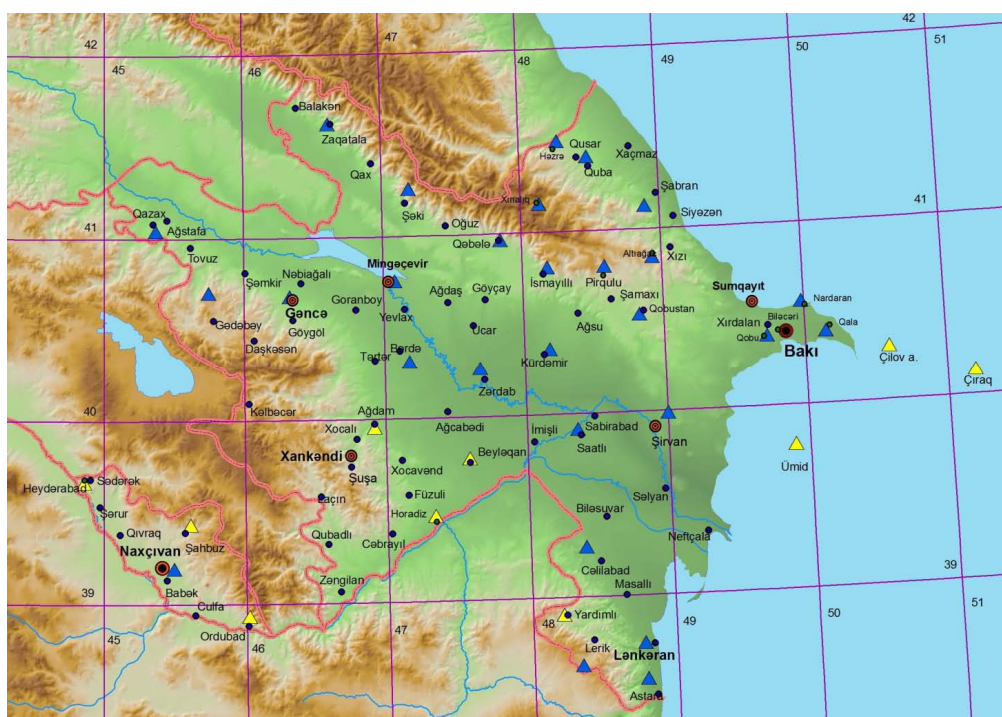 42
47
48
49
50
42
51
45
46
50
51
Balakən
Zaqatala
Qax
Həzrə
Qusar
Xaçmaz
Quba
Şabran
Siyəzən
Xınalıq
Şəki
Oğuz
Qəbələ
41
Qazax
Ağstafa
41
Tovuz
Altıağac
Xızı
Mingəçevir
İsmayıllı
Pirqulu
Şəmkir
Nəbiağalı
Sumqayıt
Nardaran
Goranboy
Ağdaş
Göyçay
Şamaxı
Qobustan
Gəncə
Yevlax
Ağsu
Gədəbəy
Göygöl
Ucar
Xırdalan
Biləcəri
Qala
Qobu
Bakı
Daşkəsən
Tərtər
Bərdə
Kürdəmir
Çilov a.
Zərdab
Çıraq
Kəlbəcər
40
40
Ağdam
Ağcabədi
Sabirabad
Xocalı
İmişli
Saatlı
Şirvan
Xankəndi
Xocavənd
Beyləqan
Ümid
Şuşa
Heydərabad
Sədərək
Laçın
Füzuli
Səlyan
Şərur
Horadiz
Biləsuvar
Qıvraq
Şahbuz
Qubadlı
Cəbrayıl
Neftçala
Naxçıvan
Cəlilabad
Babək
Zəngilan
Masallı
39
39
Culfa
Ordubad
48
Yardımlı
49
50
51
45
46
47
Lerik
Lənkəran
Astara